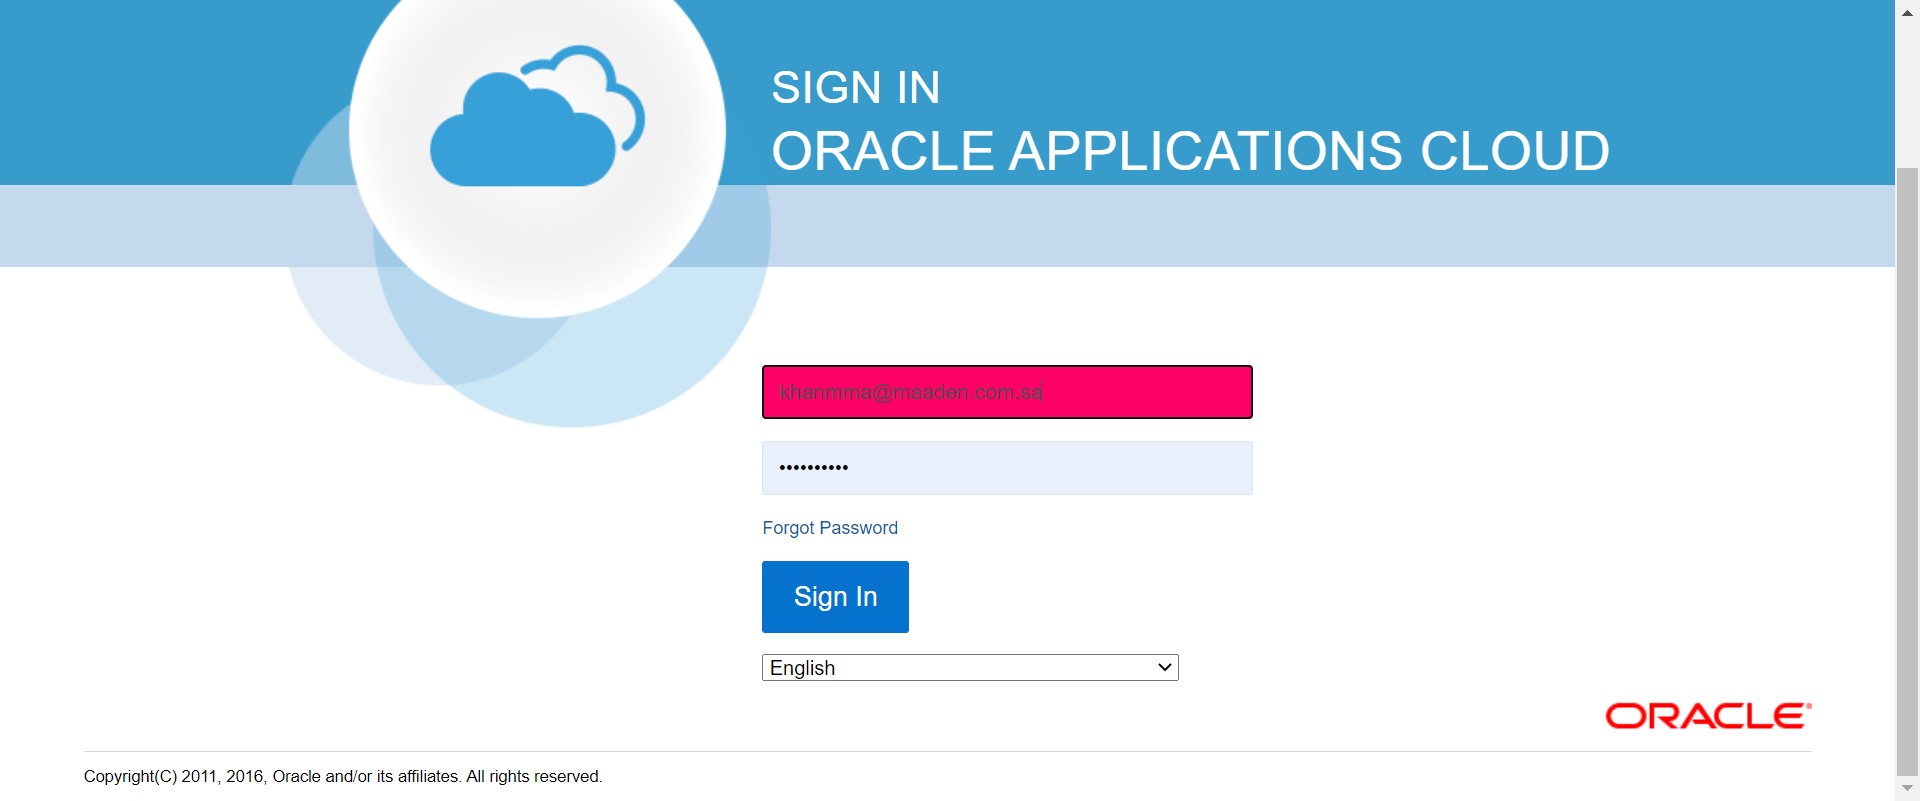 SIGN IN
ORACLE APPLICATIONS CLOUD
khanmma@maaden.com.sa
••••••••••
Forgot Password
Sign In
English
ORACLE®
Copyright(C) 2011, 2016, Oracle and/or its affiliates. All rights reserved.